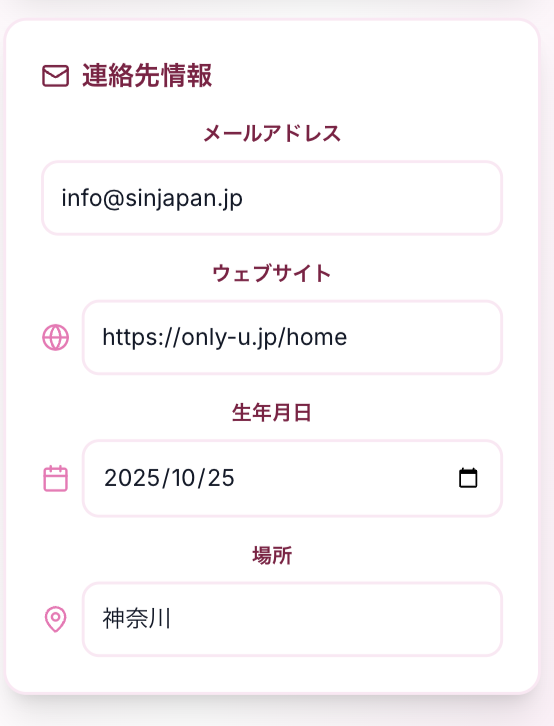 連絡先情報
メールアドレス
info@sinjapan.jp
ウェブサイト
https://only-u.jp/home
生年月日
2025/10/25
場所
神奈川